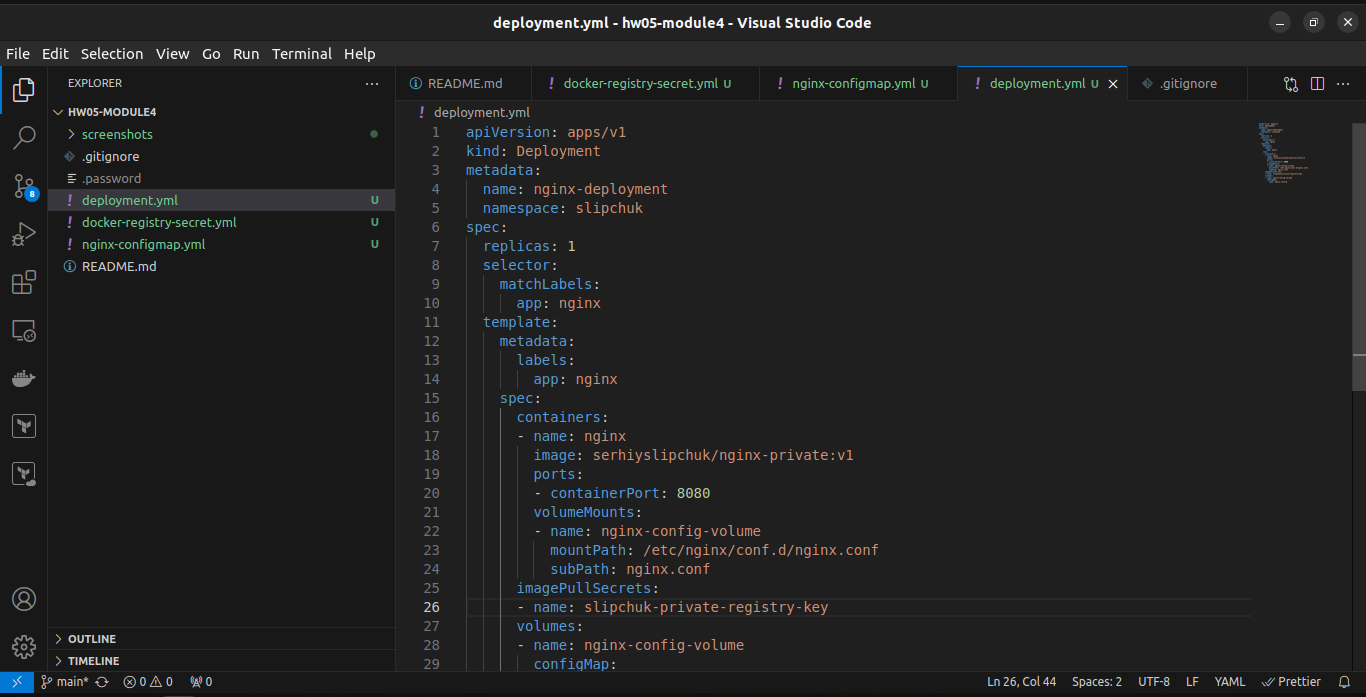 deployment.yml - hw05-module4 - Visual Studio Code
File Edit Selection View Go Run Terminal Help
EXPLORER
README.md
docker-registry-secret.yml U
nginx-configmap.yml U
deployment.yml U
.gitignore
HW05-MODULE4
screenshots
.gitignore
.password
deployment.yml U
docker-registry-secret.yml U
nginx-configmap.yml U
README.md
8
OUTLINE
TIMELINE
deployment.yml
1 apiVersion: apps/v1
2 kind: Deployment
3 metadata:
4 name: nginx-deployment
5 namespace: slipchuk
6 spec:
7 replicas: 1
8 selector:
9 matchLabels:
10 app: nginx
11 template:
12 metadata:
13 labels:
14 app: nginx
15 spec:
16 containers:
17 - name: nginx
18 image: serhiyslipchuk/nginx-private:v1
19 ports:
20 - containerPort: 8080
21 volumeMounts:
22 - name: nginx-config-volume
23 mountPath: /etc/nginx/conf.d/nginx.conf
24 subPath: nginx.conf
25 imagePullSecrets:
26 - name: slipchuk-private-registry-key
27 volumes:
28 - name: nginx-config-volume
29 configMap:
main* 0 0 0 Ln 26, Col 44 Spaces: 2 UTF-8 LF YAML Prettier